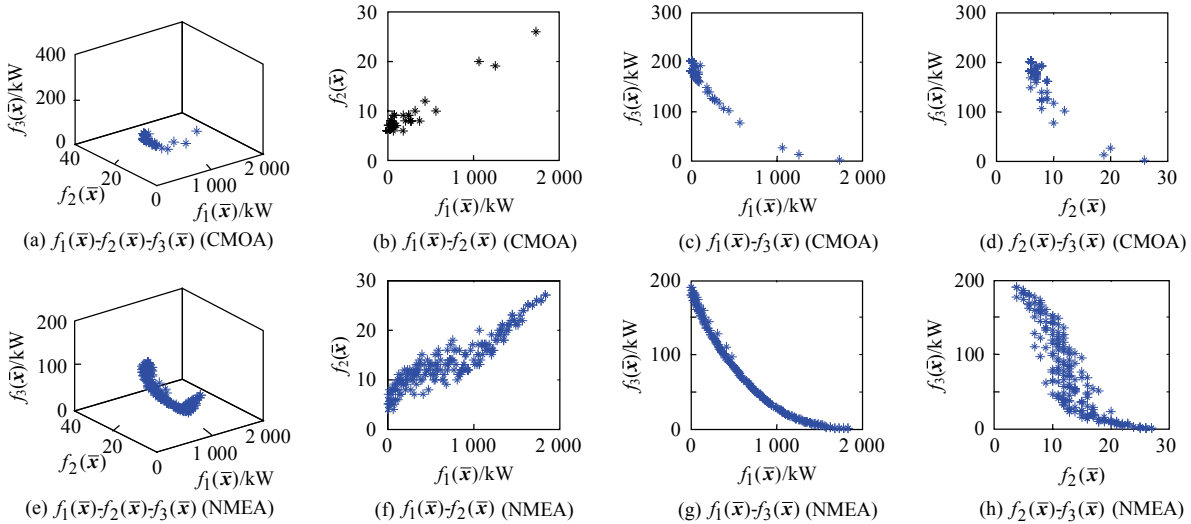 400
200
0
40
20
0
1 000
2 000
f₃(x̄)/kW
f₂(x̄)
f₁(x̄)/kW
(a) f₁(x̄)-f₂(x̄)-f₃(x̄) (CMOA)
30
20
10
0
0
1 000
2 000
f₂(x̄)
f₁(x̄)/kW
(b) f₁(x̄)-f₂(x̄) (CMOA)
300
200
100
0
0
1 000
2 000
f₃(x̄)/kW
f₁(x̄)/kW
(c) f₁(x̄)-f₃(x̄) (CMOA)
300
200
100
0
0
10
20
30
f₃(x̄)/kW
f₂(x̄)
(d) f₂(x̄)-f₃(x̄) (CMOA)
200
100
0
40
20
0
1 000
2 000
f₃(x̄)/kW
f₂(x̄)
f₁(x̄)/kW
(e) f₁(x̄)-f₂(x̄)-f₃(x̄) (NMEA)
30
20
10
0
0
1 000
2 000
f₂(x̄)
f₁(x̄)/kW
(f) f₁(x̄)-f₂(x̄) (NMEA)
200
100
0
0
1 000
2 000
f₃(x̄)/kW
f₁(x̄)/kW
(g) f₁(x̄)-f₃(x̄) (NMEA)
200
100
0
0
10
20
30
f₃(x̄)/kW
f₂(x̄)
(h) f₂(x̄)-f₃(x̄) (NMEA)